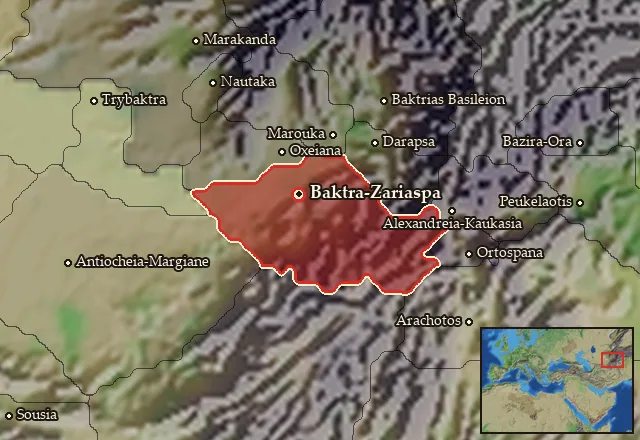 Marakanda
Nautaka
Trybaktra
Baktrias Basileion
Marouka
Darapsa
Bazira-Ora
Oxeiana
Baktra-Zariaspa
Peukelaotis
Alexandreia-Kaukasia
Ortospana
Antiocheia-Margiane
Arachotos
Sousia